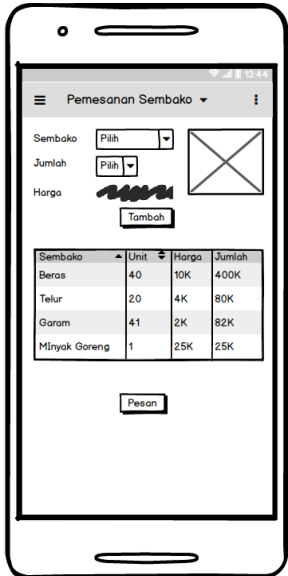 13:44
Pemesanan Sembako
Sembako Pilih
Jumlah Pilih
Harga
Tambah
Sembako Unit Harga Jumlah
Beras 40 10K 400K
Telur 20 4K 80K
Garam 41 2K 82K
MInyak Goreng 1 25K 25K
Pesan